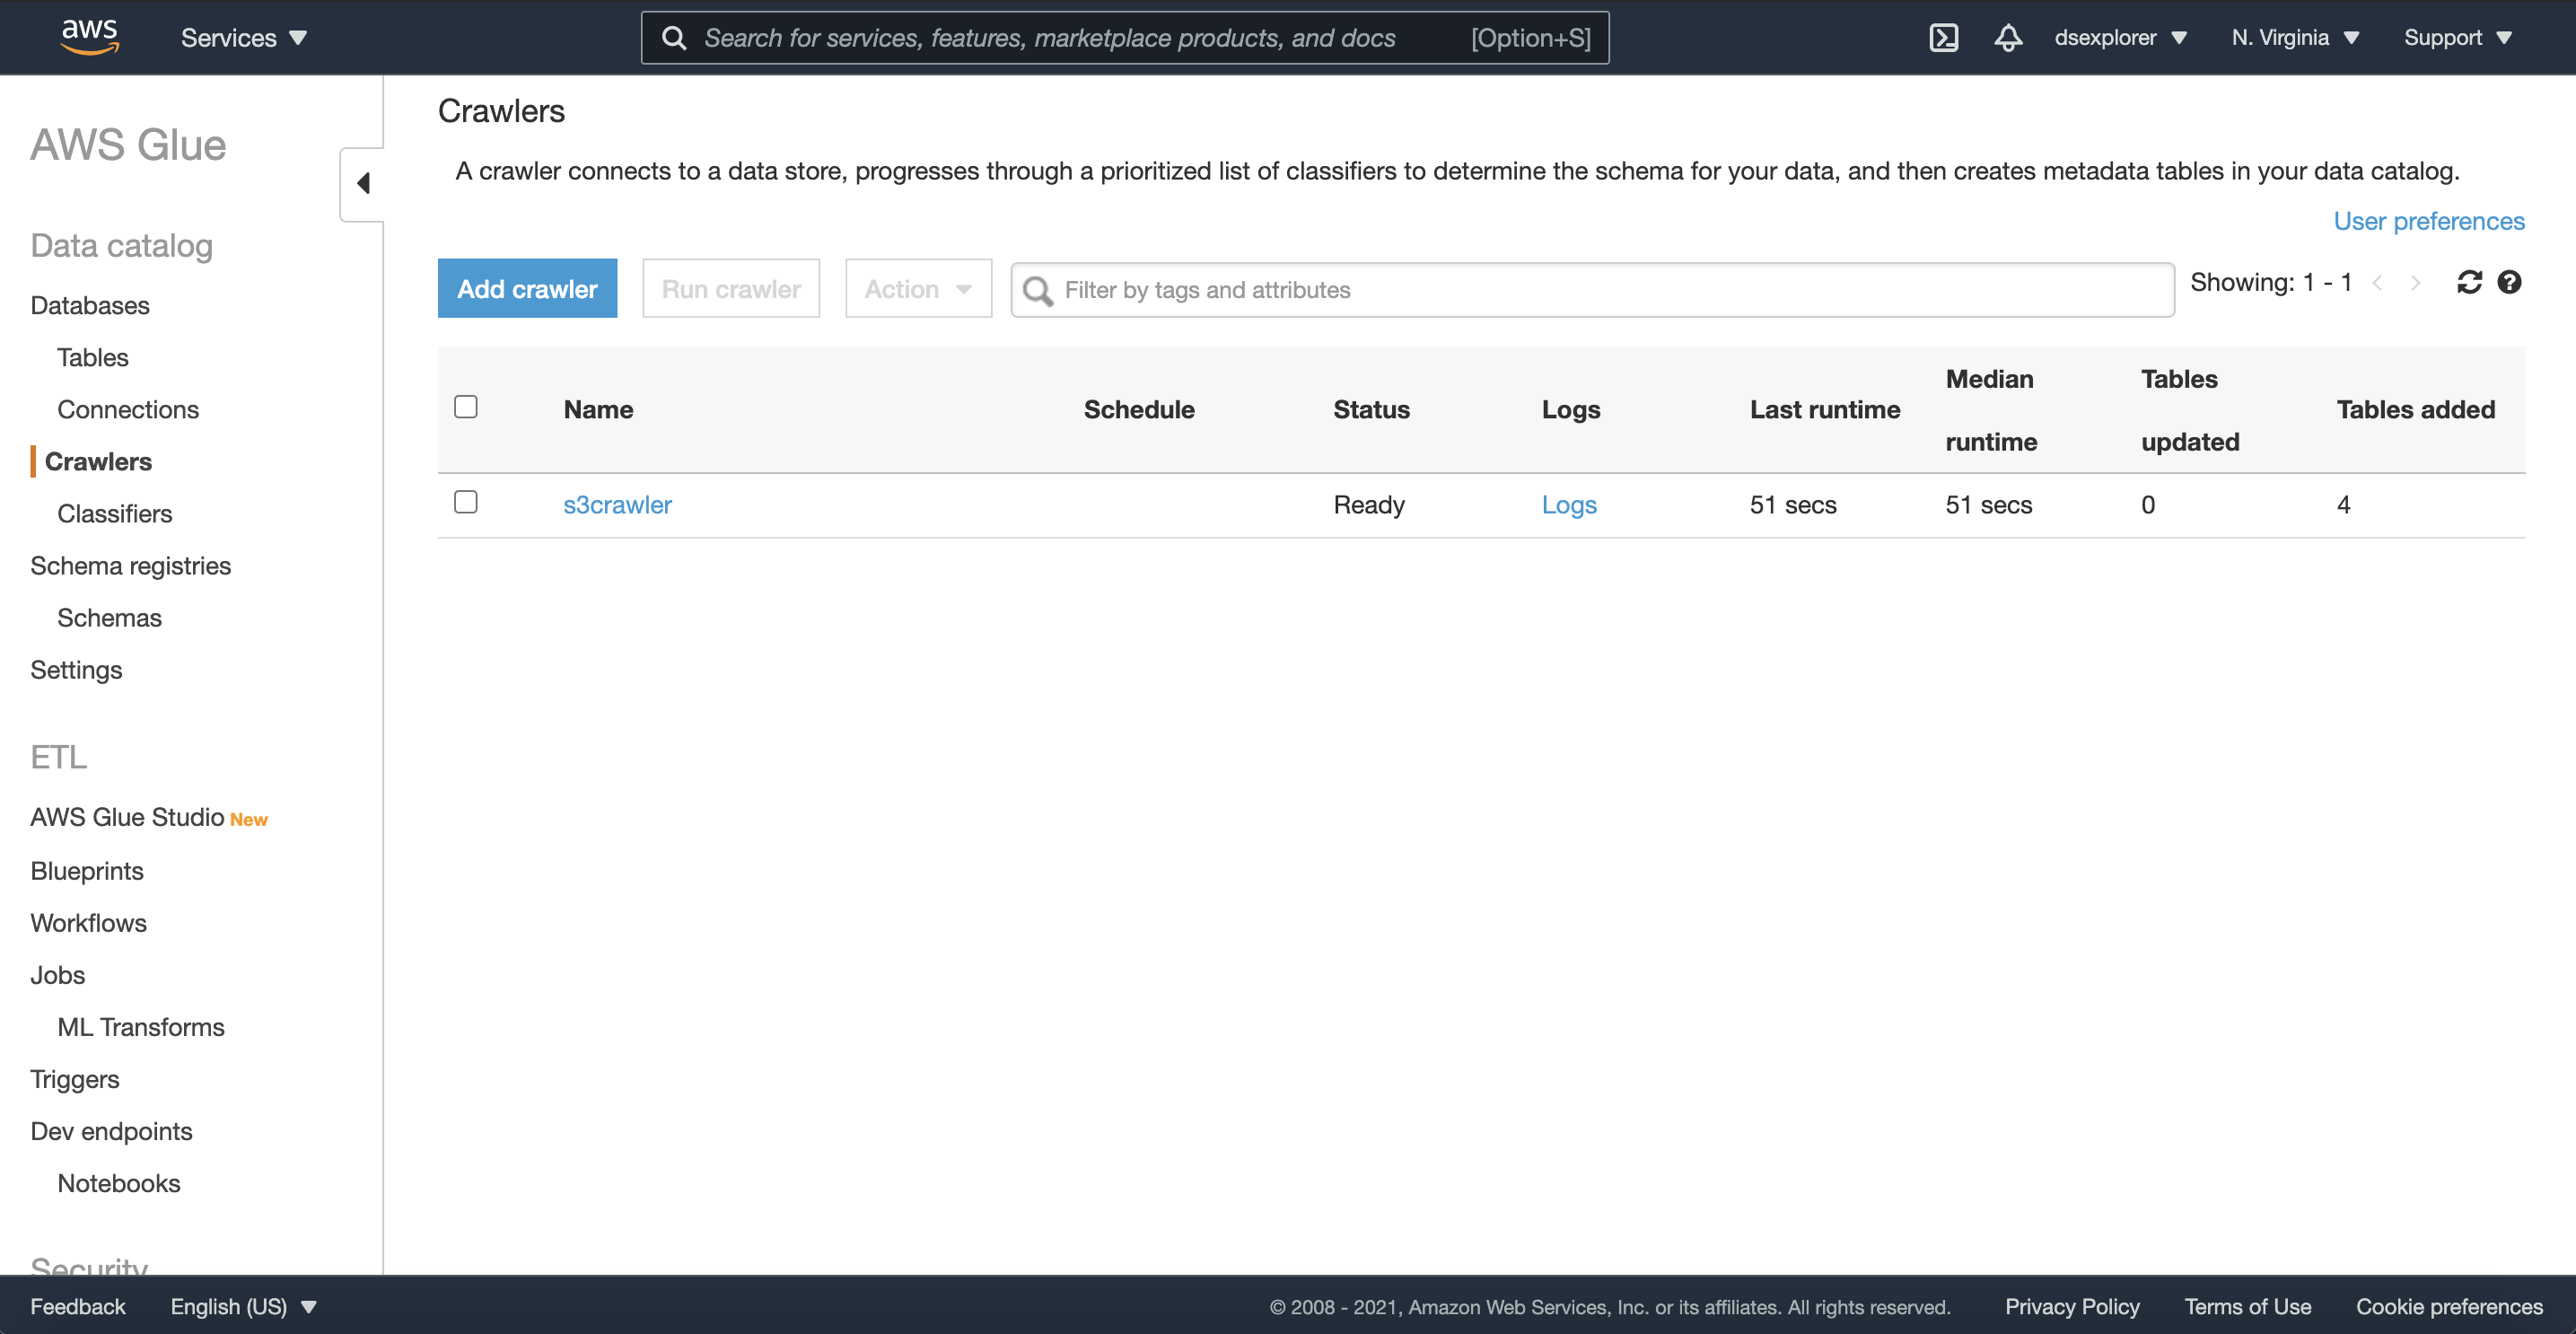 aws
Services
Search for services, features, marketplace products, and docs [Option+S]
dsexplorer
N. Virginia
Support
AWS Glue
Data catalog
Databases
Tables
Connections
Crawlers
Classifiers
Schema registries
Schemas
Settings
ETL
AWS Glue Studio New
Blueprints
Workflows
Jobs
ML Transforms
Triggers
Dev endpoints
Notebooks
Security
Crawlers
A crawler connects to a data store, progresses through a prioritized list of classifiers to determine the schema for your data, and then creates metadata tables in your data catalog.
User preferences
Add crawler
Run crawler
Action
Filter by tags and attributes
Showing: 1 - 1
Name Schedule Status Logs Last runtime Median runtime Tables updated Tables added
s3crawler Ready Logs 51 secs 51 secs 0 4
Feedback
English (US)
© 2008 - 2021, Amazon Web Services, Inc. or its affiliates. All rights reserved.
Privacy Policy
Terms of Use
Cookie preferences